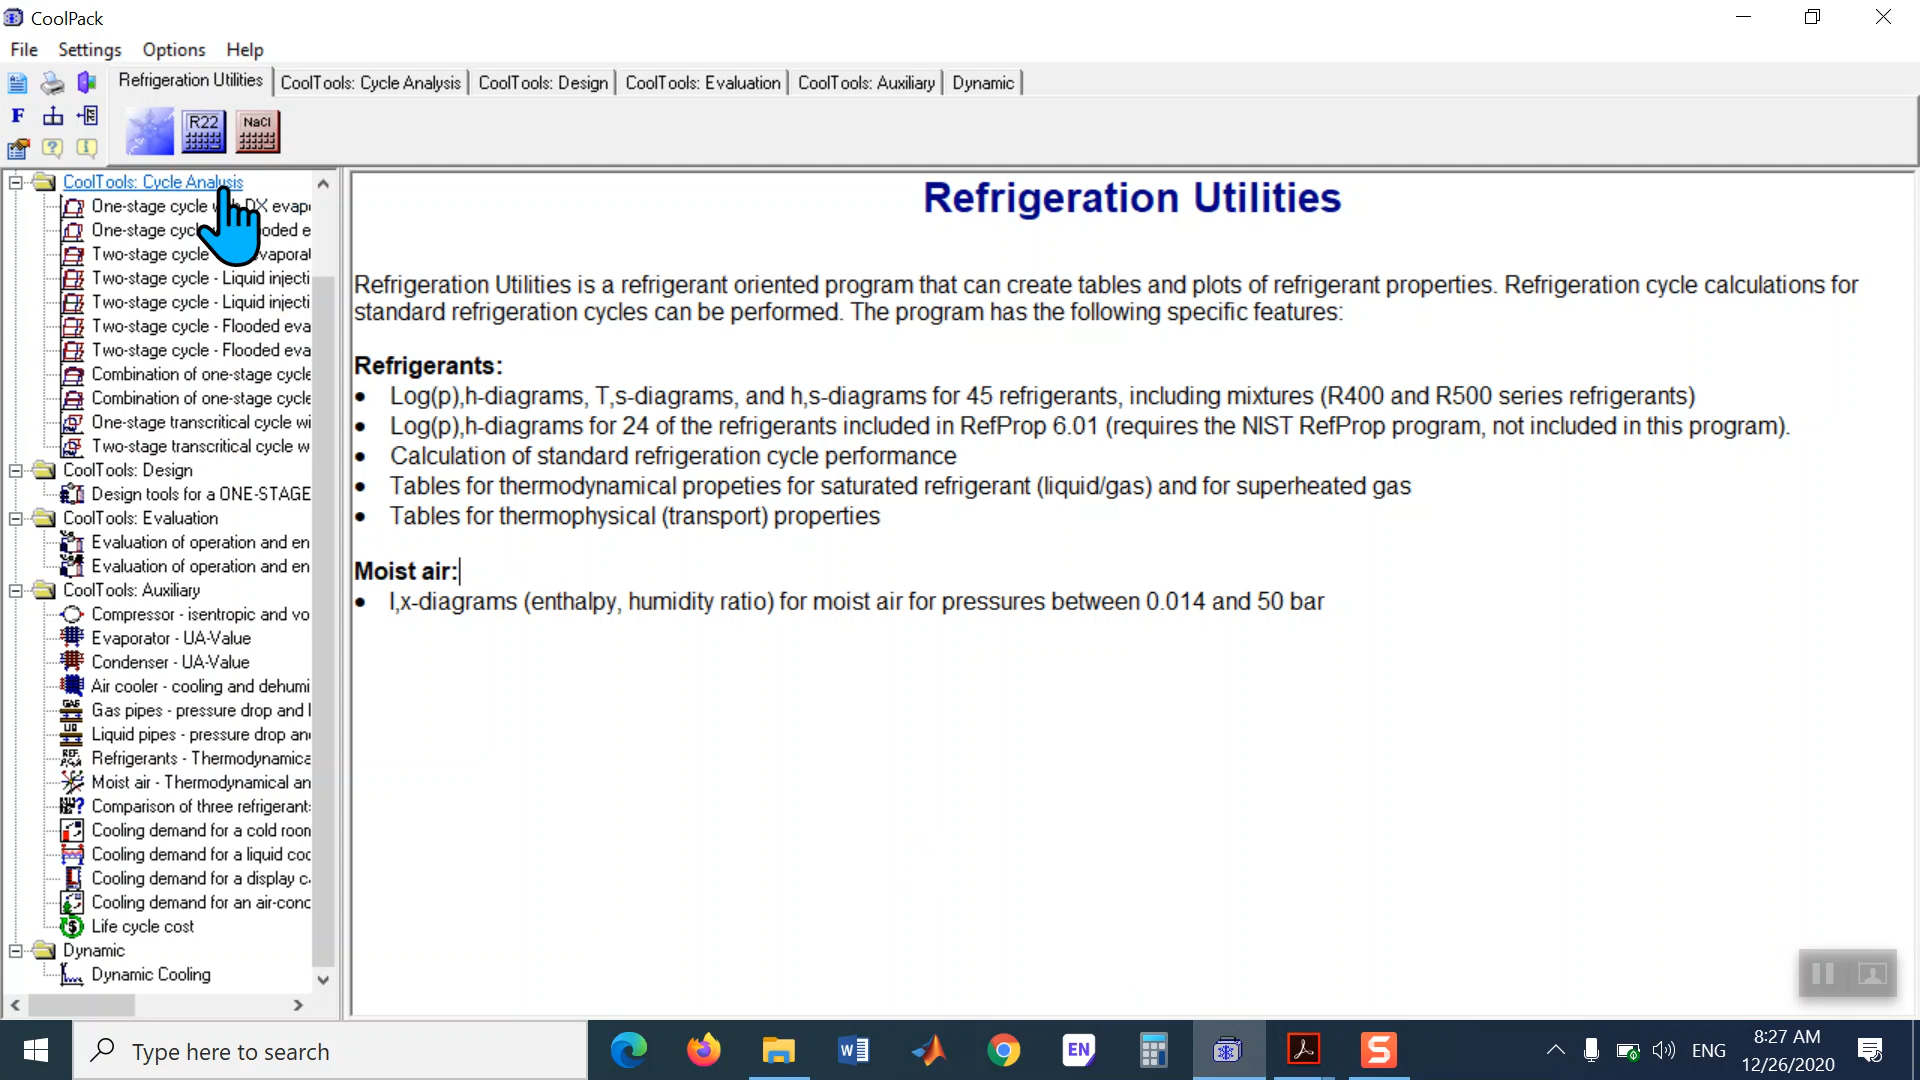 CoolPack
File Settings Options Help
Refrigeration Utilities CoolTools: Cycle Analysis CoolTools: Design CoolTools: Evaluation CoolTools: Auxiliary Dynamic
F R22 NaCl
CoolTools: Cycle Analysis
One-stage cycle DX evap
One-stage cycl oded e
Two-stage cycle evaporal
Two-stage cycle - Liquid injecti
Two-stage cycle - Liquid injecti
Two-stage cycle - Flooded eva
Two-stage cycle - Flooded eva
Combination of one-stage cycle
Combination of one-stage cycle
One-stage transcritical cycle wi
Two-stage transcritical cycle w
CoolTools: Design
Design tools for a ONE-STAGE
CoolTools: Evaluation
Evaluation of operation and en
Evaluation of operation and en
CoolTools: Auxiliary
Compressor - isentropic and vo
Evaporator - UA-Value
Condenser - UA-Value
Air cooler - cooling and dehumi
GAS Gas pipes - pressure drop and
LIQ Liquid pipes - pressure drop an
Refrigerants - Thermodynamica
Moist air - Thermodynamical an
Comparison of three refrigerant
Cooling demand for a cold room
Cooling demand for a liquid coo
Cooling demand for a display c
Cooling demand for an air-conc
Life cycle cost
Dynamic
Dynamic Cooling
Refrigeration Utilities
Refrigeration Utilities is a refrigerant oriented program that can create tables and plots of refrigerant properties. Refrigeration cycle calculations for
standard refrigeration cycles can be performed. The program has the following specific features:
Refrigerants:
• Log(p),h-diagrams, T,s-diagrams, and h,s-diagrams for 45 refrigerants, including mixtures (R400 and R500 series refrigerants)
• Log(p),h-diagrams for 24 of the refrigerants included in RefProp 6.01 (requires the NIST RefProp program, not included in this program).
• Calculation of standard refrigeration cycle performance
• Tables for thermodynamical propeties for saturated refrigerant (liquid/gas) and for superheated gas
• Tables for thermophysical (transport) properties
Moist air:
• I,x-diagrams (enthalpy, humidity ratio) for moist air for pressures between 0.014 and 50 bar
Type here to search
EN
ENG
8:27 AM
12/26/2020